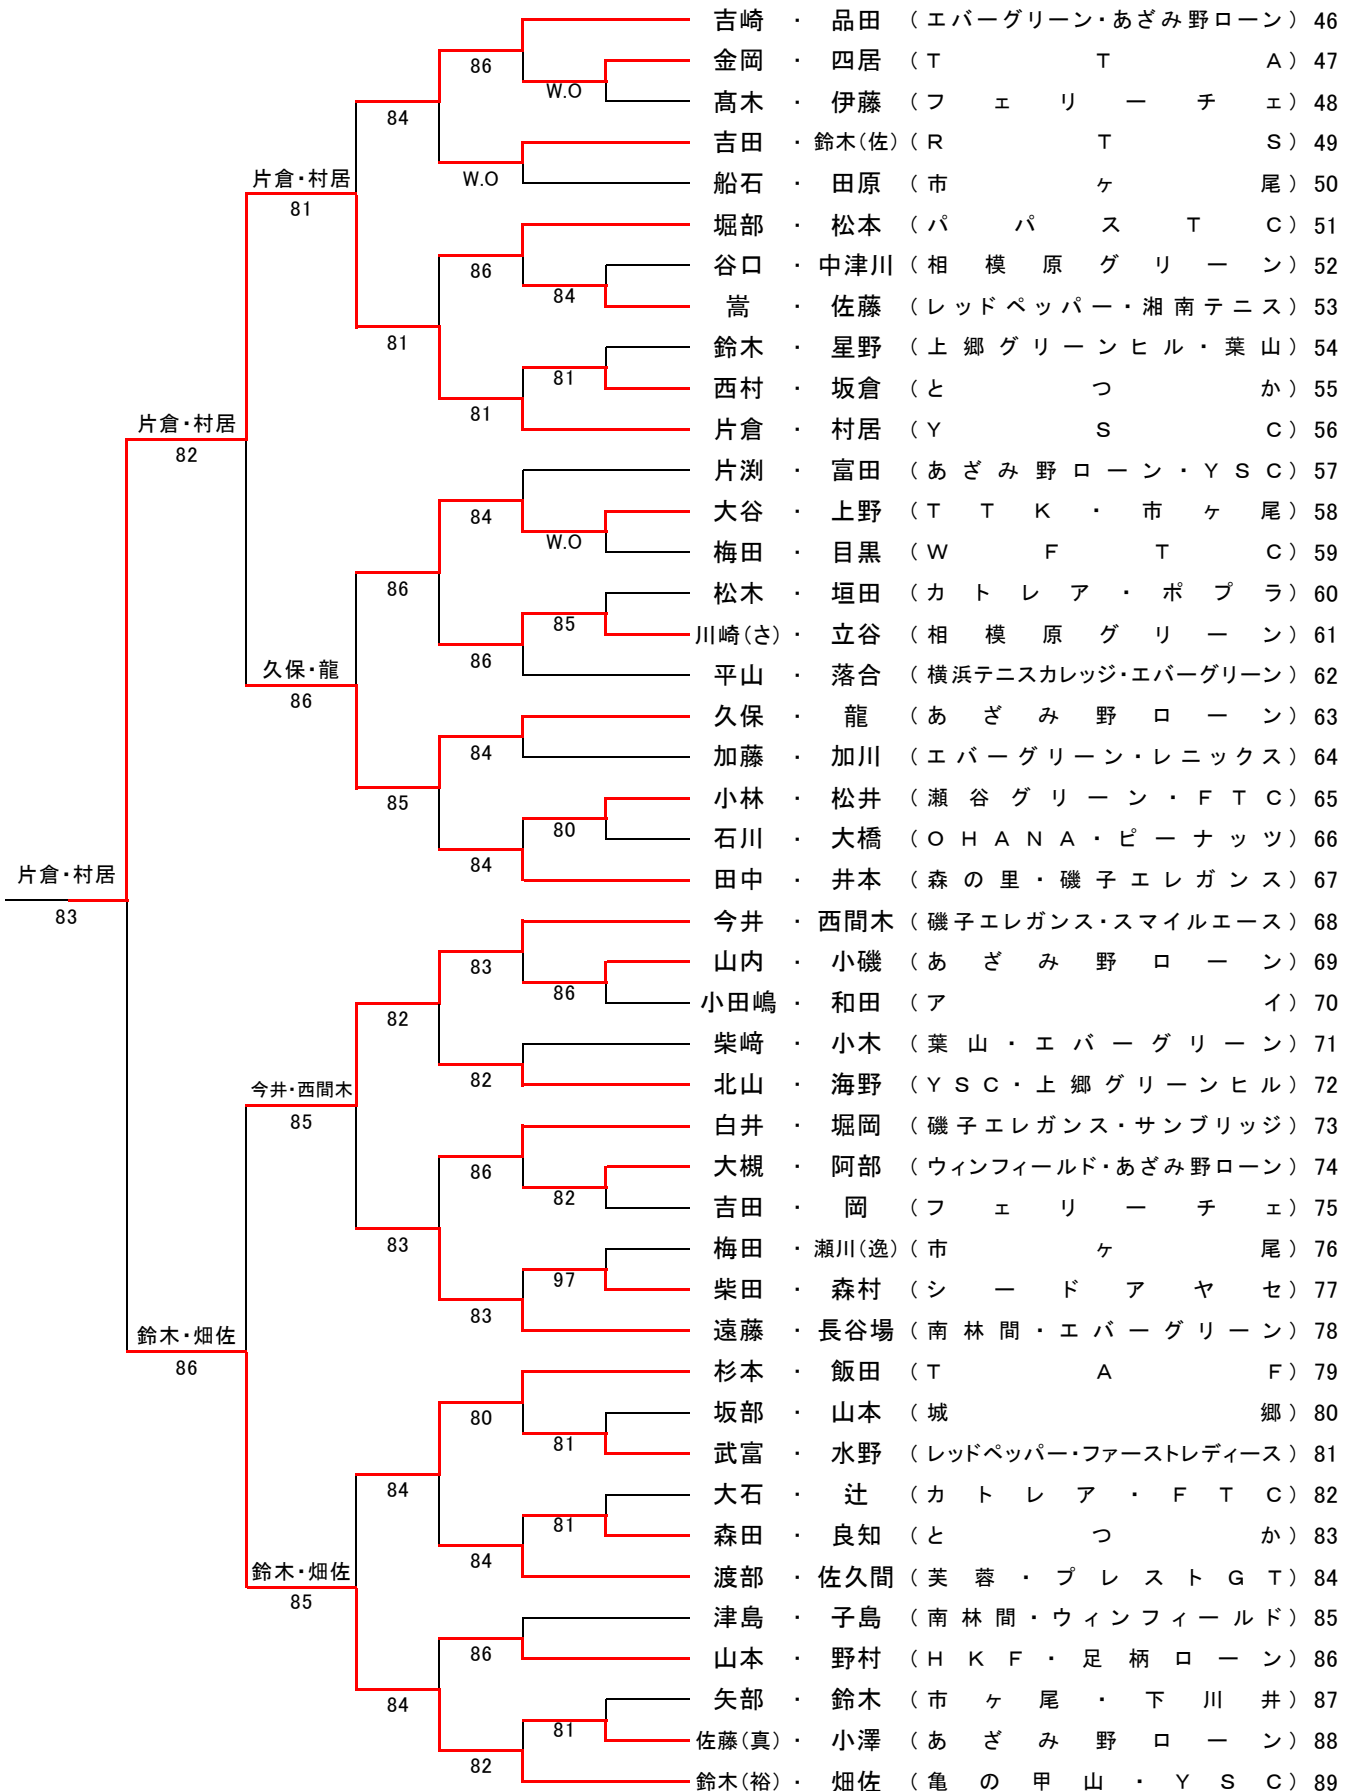 吉崎 ・ 品田 (エバーグリーン・あざみ野ローン) 46
86
金岡 ・ 四居 (TTA) 47
W.O
髙木 ・ 伊藤 (フェリーチェ) 48
84
吉田 ・ 鈴木(佐) (RTS) 49
片倉・村居
W.O
船石 ・ 田原 (市ヶ尾) 50
81
堀部 ・ 松本 (パパスTC) 51
86
谷口 ・ 中津川 (相模原グリーン) 52
84
嵩 ・ 佐藤 (レッドペッパー・湘南テニス) 53
81
鈴木 ・ 星野 (上郷グリーンヒル・葉山) 54
81
西村 ・ 坂倉 (とつか) 55
81
片倉・村居
片倉 ・ 村居 (YSC) 56
82
片渕 ・ 富田 (あざみ野ローン・YSC) 57
84
大谷 ・ 上野 (TTK・市ヶ尾) 58
W.O
梅田 ・ 目黒 (WFTC) 59
86
松木 ・ 垣田 (カトレア・ポプラ) 60
85
川崎(さ) ・ 立谷 (相模原グリーン) 61
86
久保・龍
平山 ・ 落合 (横浜テニスカレッジ・エバーグリーン) 62
86
久保 ・ 龍 (あざみ野ローン) 63
84
加藤 ・ 加川 (エバーグリーン・レニックス) 64
85
小林 ・ 松井 (瀬谷グリーン・FTC) 65
80
石川 ・ 大橋 (OHANA・ピーナッツ) 66
84
片倉・村居
田中 ・ 井本 (森の里・磯子エレガンス) 67
83
今井 ・ 西間木 (磯子エレガンス・スマイルエース) 68
83
山内 ・ 小磯 (あざみ野ローン) 69
86
小田嶋 ・ 和田 (アイ) 70
82
柴﨑 ・ 小木 (葉山・エバーグリーン) 71
82
今井・西間木
北山 ・ 海野 (YSC・上郷グリーンヒル) 72
85
白井 ・ 堀岡 (磯子エレガンス・サンブリッジ) 73
86
大槻 ・ 阿部 (ウィンフィールド・あざみ野ローン) 74
82
吉田 ・ 岡 (フェリーチェ) 75
83
梅田 ・ 瀬川(逸) (市ヶ尾) 76
97
柴田 ・ 森村 (シードアヤセ) 77
83
鈴木・畑佐
遠藤 ・ 長谷場 (南林間・エバーグリーン) 78
86
杉本 ・ 飯田 (TAF) 79
80
坂部 ・ 山本 (城郷) 80
81
武富 ・ 水野 (レッドペッパー・ファーストレディース) 81
84
大石 ・ 辻 (カトレア・FTC) 82
81
森田 ・ 良知 (とつか) 83
84
鈴木・畑佐
渡部 ・ 佐久間 (芙蓉・プレストGT) 84
85
津島 ・ 子島 (南林間・ウィンフィールド) 85
86
山本 ・ 野村 (HKF・足柄ローン) 86
84
矢部 ・ 鈴木 (市ヶ尾・下川井) 87
81
佐藤(真) ・ 小澤 (あざみ野ローン) 88
82
鈴木(裕) ・ 畑佐 (亀の甲山・YSC) 89